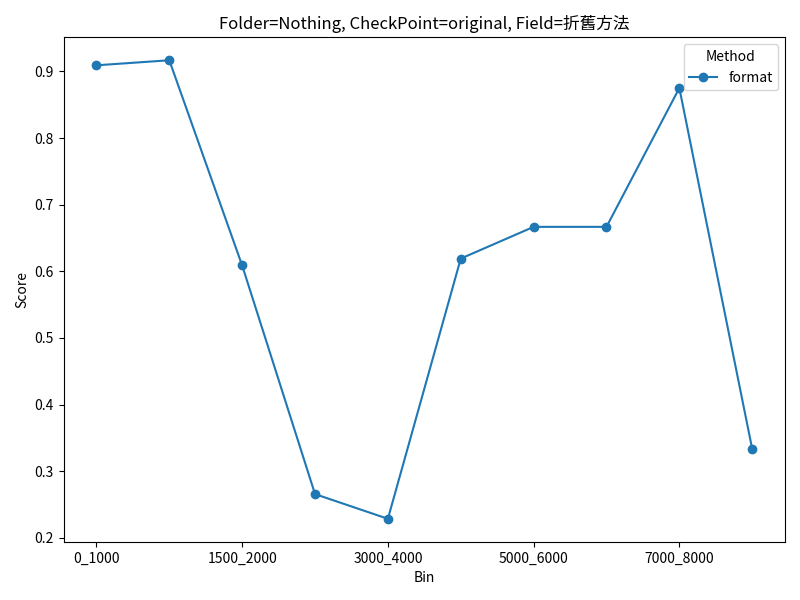 Folder=Nothing, CheckPoint=original, Field=折舊方法
Method
format
0.9
0.8
0.7
0.6
0.5
0.4
0.3
0.2
Score
0_1000
1500_2000
3000_4000
5000_6000
7000_8000
Bin